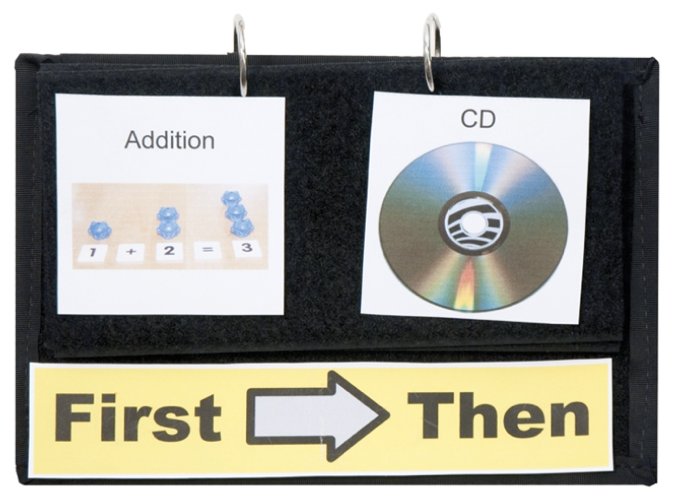 Addition
1 + 2 = 3
CD
First Then